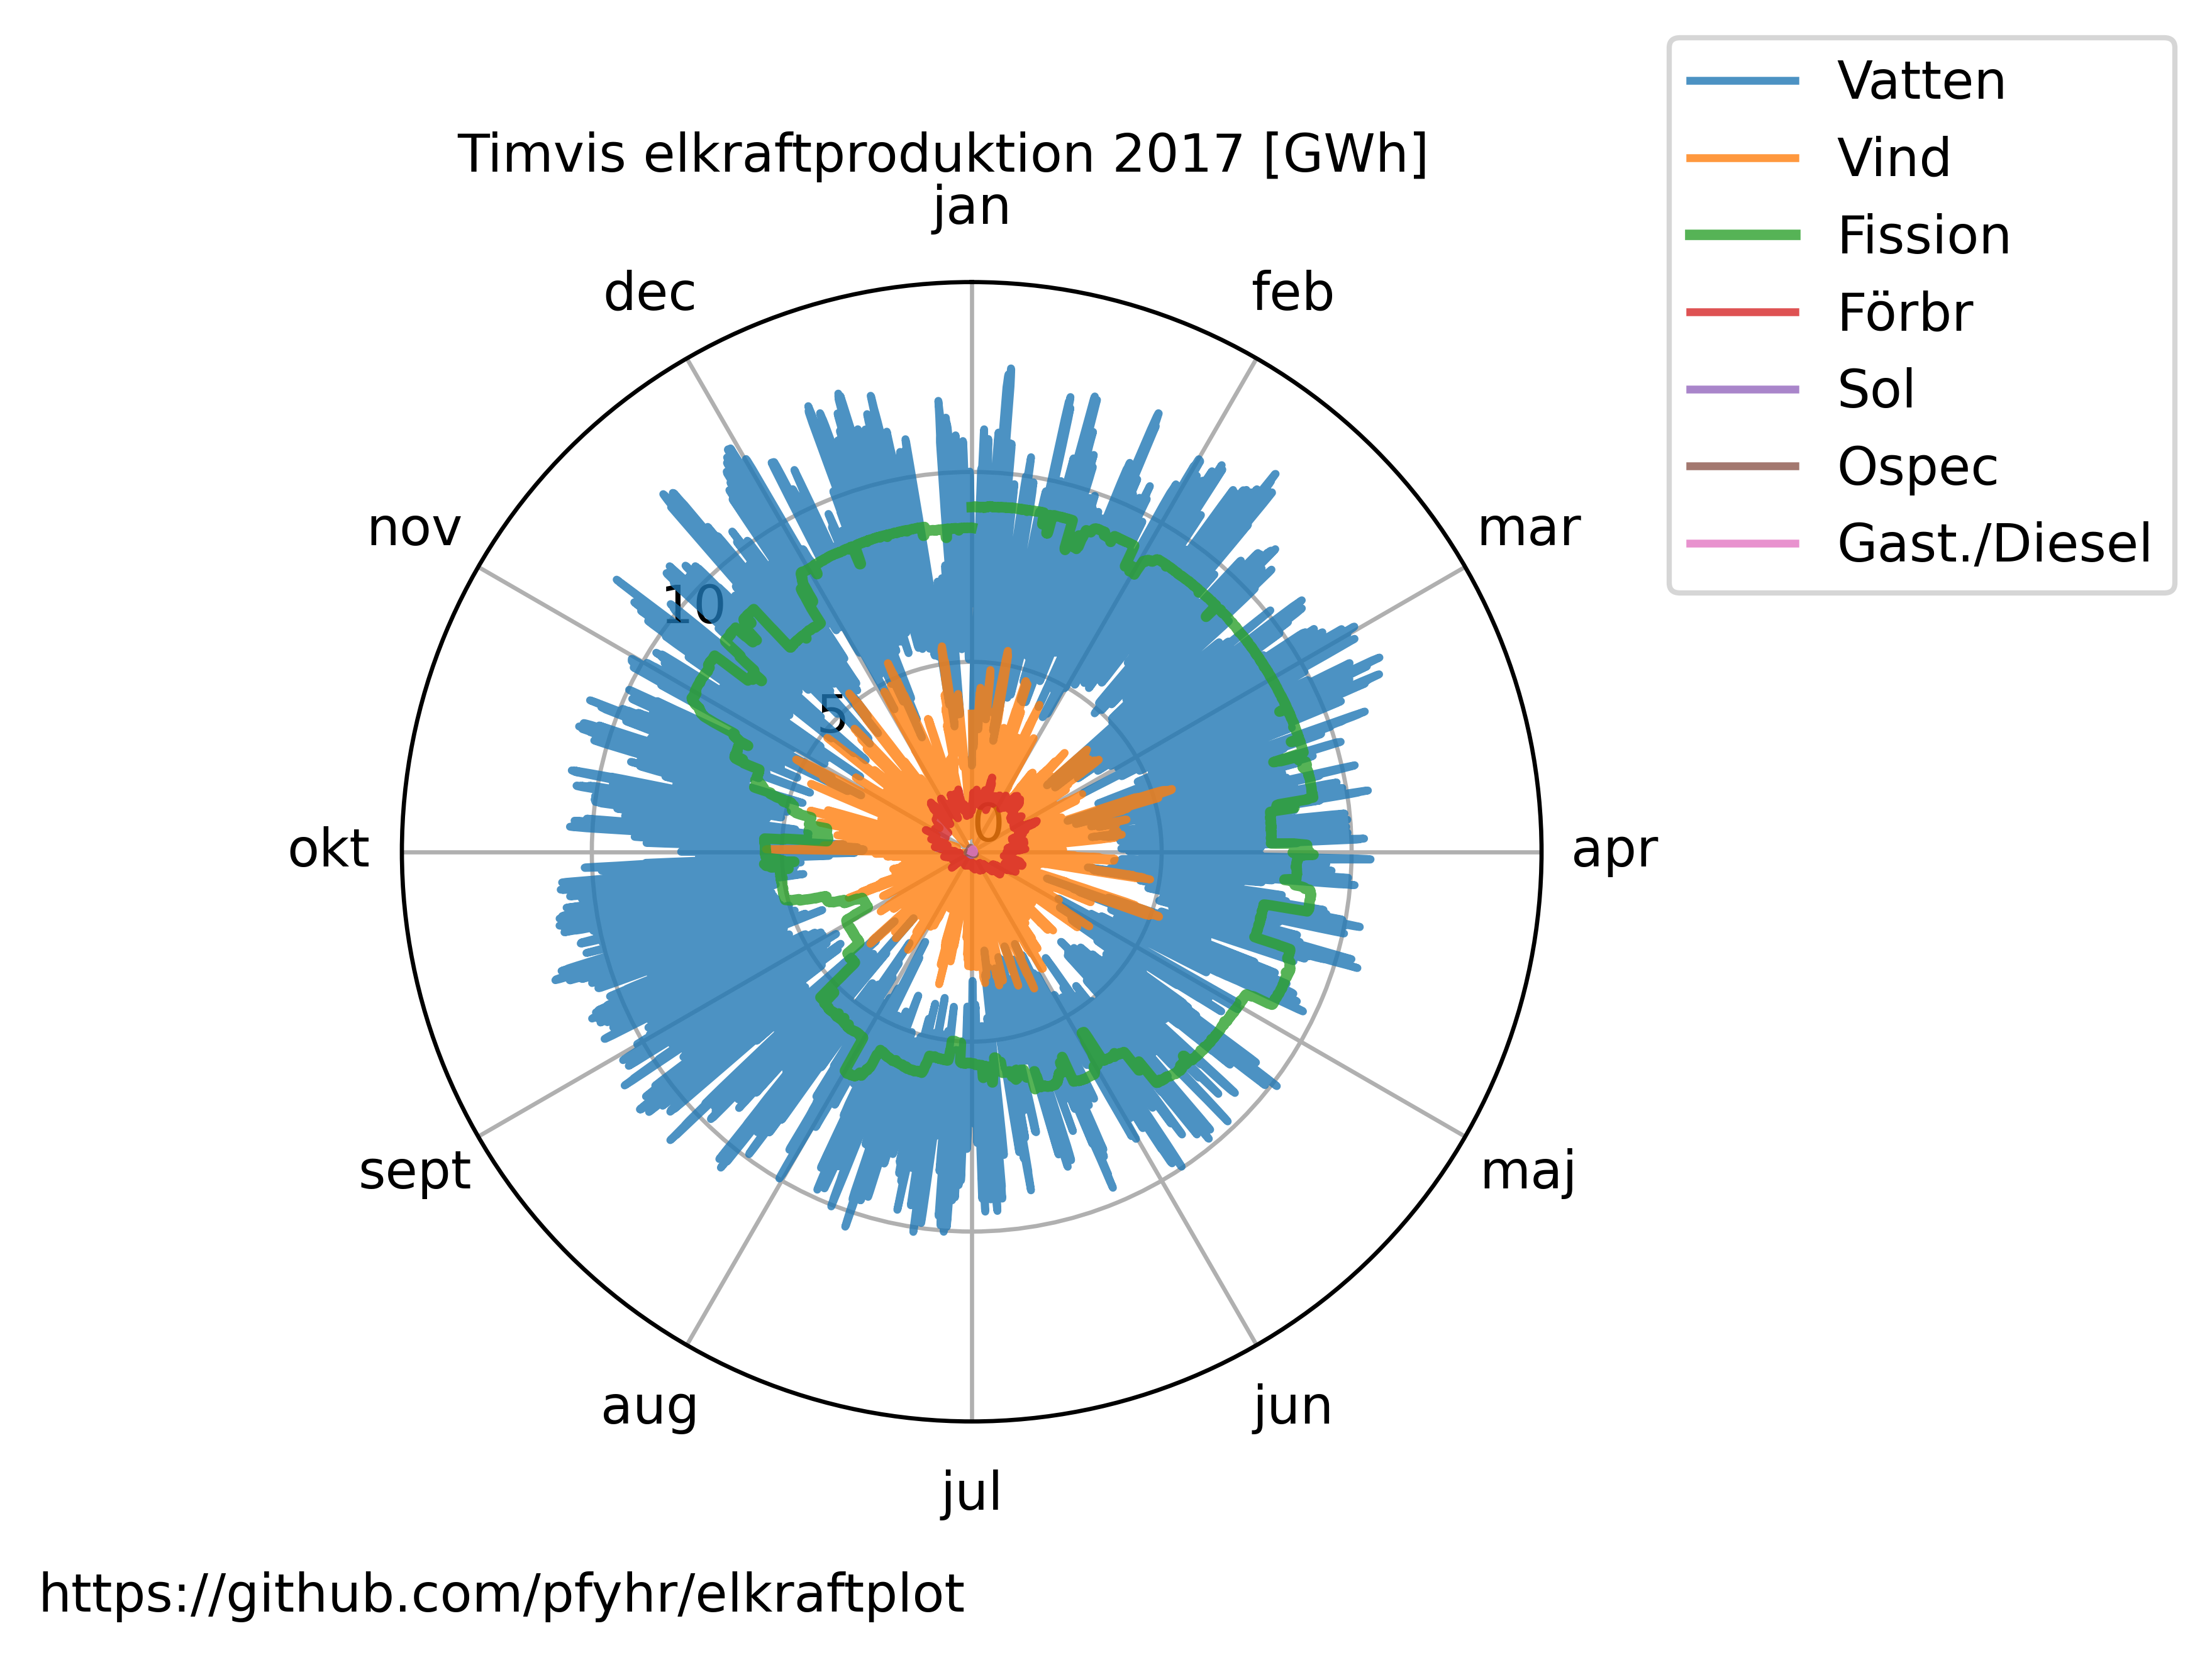 Timvis elkraftproduktion 2017 [GWh]
jan
feb
mar
apr
maj
jun
jul
aug
sept
okt
nov
dec
10
5
0
Vatten
Vind
Fission
Förbr
Sol
Ospec
Gast./Diesel
https://github.com/pfyhr/elkraftplot